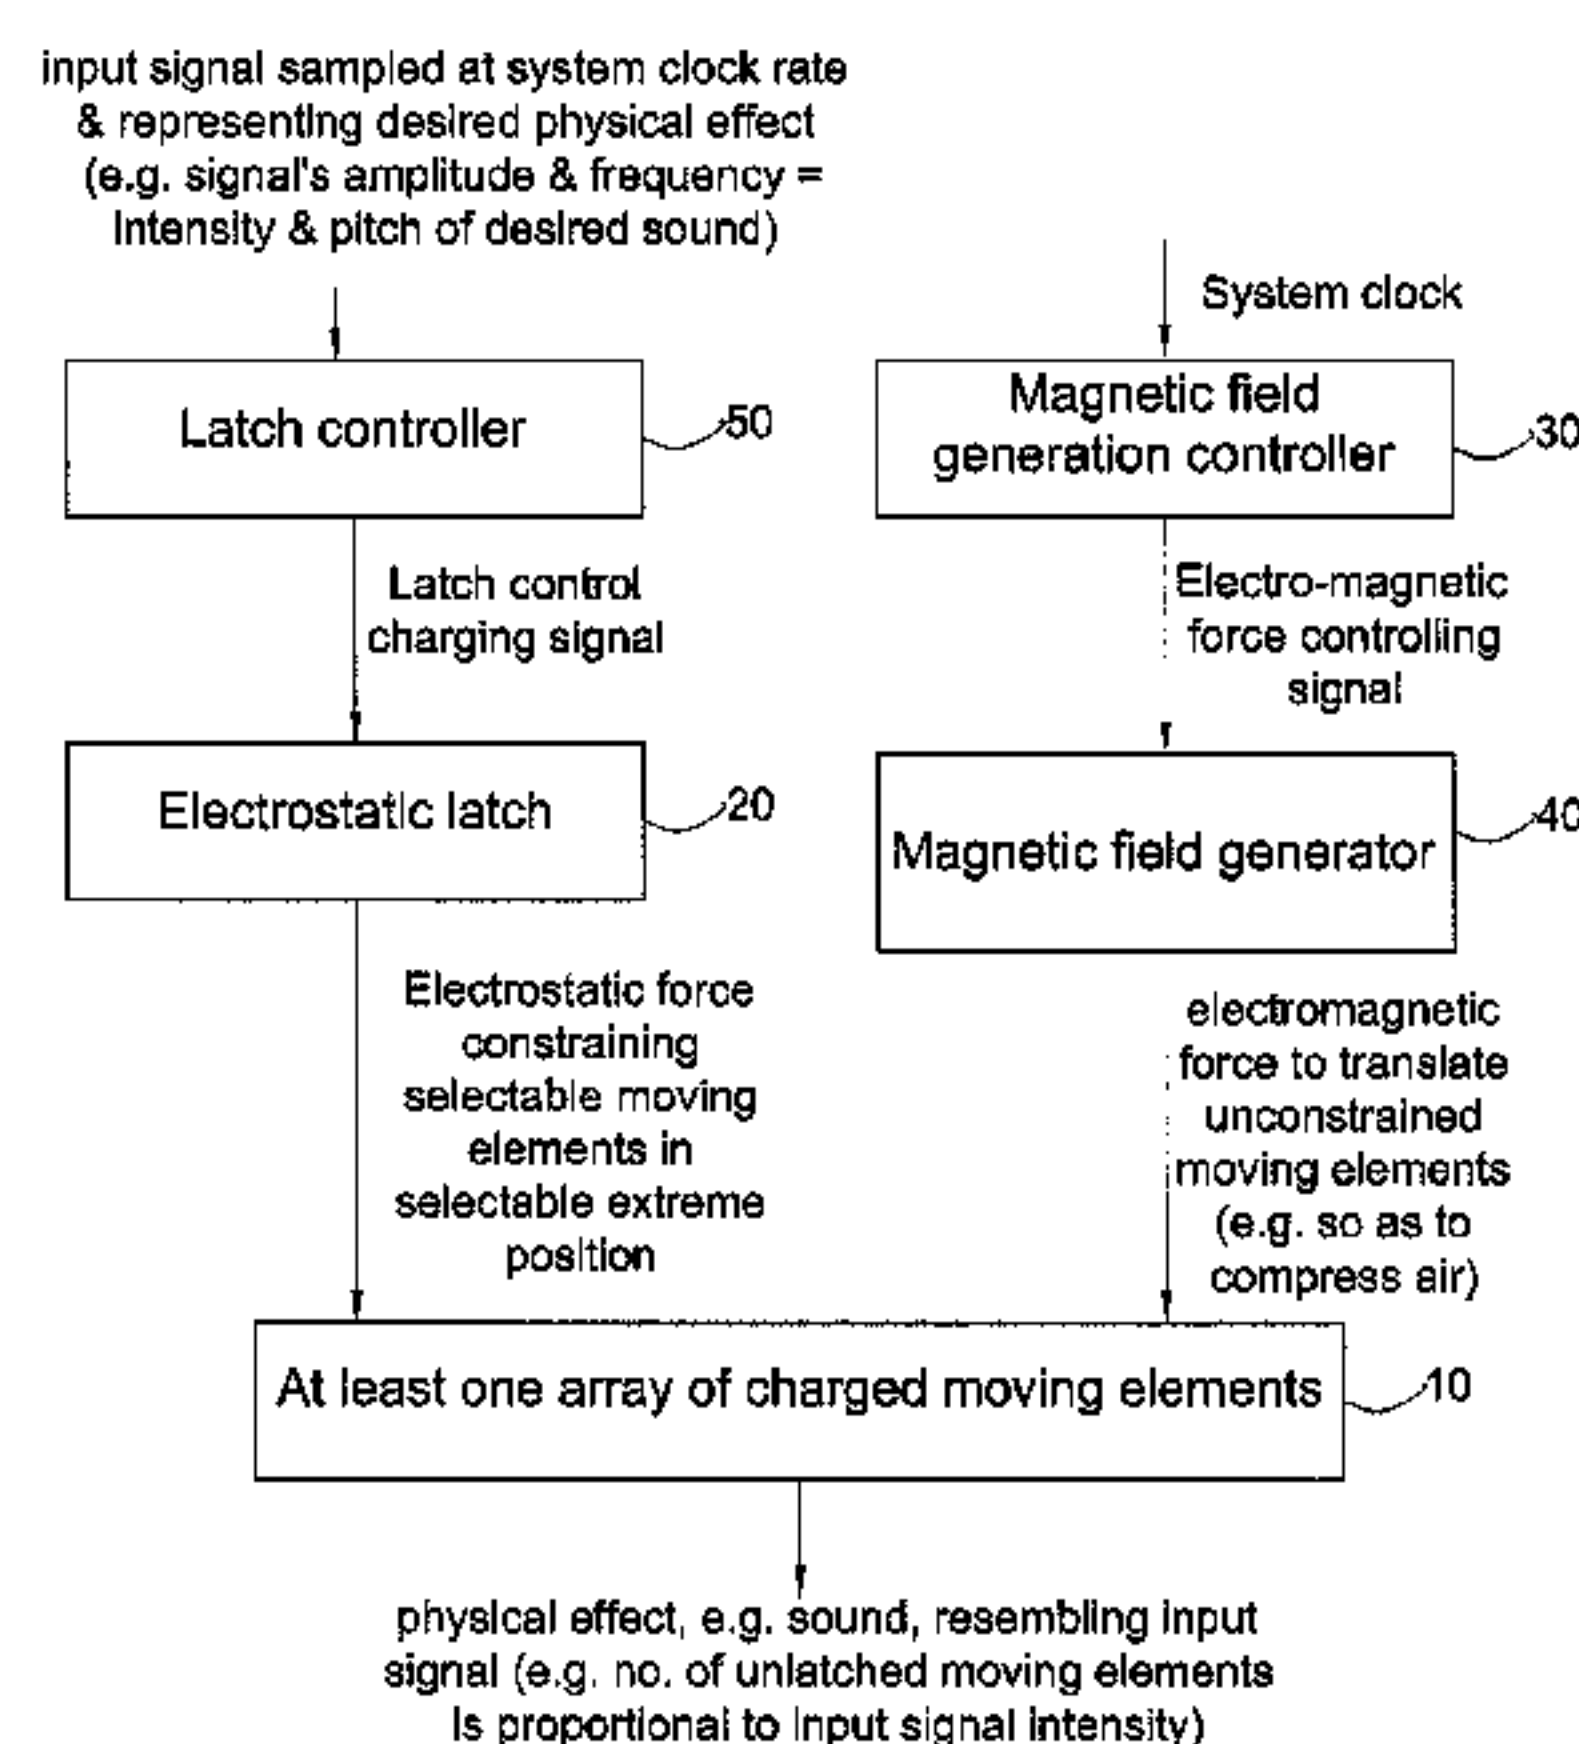 input signal sampled at system clock rate
& representing desired physical effect
(e.g. signal's amplitude & frequency =
intensity & pitch of desired sound)
System clock
Latch controller
50
Magnetic field
generation controller
30
Latch control
charging signal
Electro-magnetic
force controlling
signal
Electrostatic latch
20
Magnetic field generator
40
Electrostatic force
constraining
selectable moving
elements in
selectable extreme
position
electromagnetic
force to translate
unconstrained
moving elements
(e.g. so as to
compress air)
At least one array of charged moving elements
10
physical effect, e.g. sound, resembling input
signal (e.g. no. of unlatched moving elements
is proportional to input signal intensity)